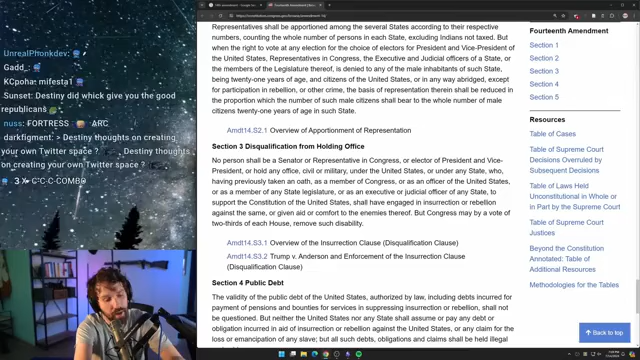 14th amendment - Google
Fourteenth Amendment
https://constitution.congress.gov/browse/amendment-14/
UnrealPhonkdev:
Gadd_:
KCpoha: mifesta1
Sunset: Destiny did whick give you the good
republicans
nuss: FORTRESS ARC
darkfigment: > Destiny thoughts on creating
your own Twitter space ? Destiny
thoughts on creating your own Twitter space ?
3 X C-C-C-COMBO
Representatives shall be apportioned among the several States according to their respective
numbers, counting the whole number of persons in each State, excluding Indians not taxed. But
when the right to vote at any election for the choice of electors for President and Vice-President of
the United States, Representatives in Congress, the Executive and Judicial officers of a State, or
the members of the Legislature thereof, is denied to any of the male inhabitants of such State,
being twenty-one years of age, and citizens of the United States, or in any way abridged, except
for participation in rebellion, or other crime, the basis of representation therein shall be reduced in
the proportion which the number of such male citizens shall bear to the whole number of male
citizens twenty-one years of age in such State.
Amdt14.S2.1 Overview of Apportionment of Representation
Section 3 Disqualification from Holding Office
No person shall be a Senator or Representative in Congress, or elector of President and Vice-
President, or hold any office, civil or military, under the United States, or under any State, who,
having previously taken an oath, as a member of Congress, or as an officer of the United States,
or as a member of any State legislature, or as an executive or judicial officer of any State, to
support the Constitution of the United States, shall have engaged in insurrection or rebellion
against the same, or given aid or comfort to the enemies thereof. But Congress may by a vote of
two-thirds of each House, remove such disability.
Amdt14.S3.1 Overview of the Insurrection Clause (Disqualification Clause)
Amdt14.S3.2 Trump v. Anderson and Enforcement of the Insurrection Clause
(Disqualification Clause)
Section 4 Public Debt
The validity of the public debt of the United States, authorized by law, including debts incurred for
payment of pensions and bounties for services in suppressing insurrection or rebellion, shall
not be questioned. But neither the United States nor any State shall assume or pay any debt or
obligation incurred in aid of insurrection or rebellion against the United States, or any claim for the
loss or emancipation of any slave; but all such debts, obligations and claims shall be held illegal
Fourteenth Amendment
Section 1
Section 2
Section 3
Section 4
Section 5
Resources
Table of Cases
Table of Supreme Court
Decisions Overruled by
Subsequent Decisions
Table of Laws Held
Unconstitutional in Whole or
in Part by the Supreme Court
Table of Supreme Court
Justices
Beyond the Constitution
Annotated: Table of
Additional Resources
Methodologies for the Tables
Back to top